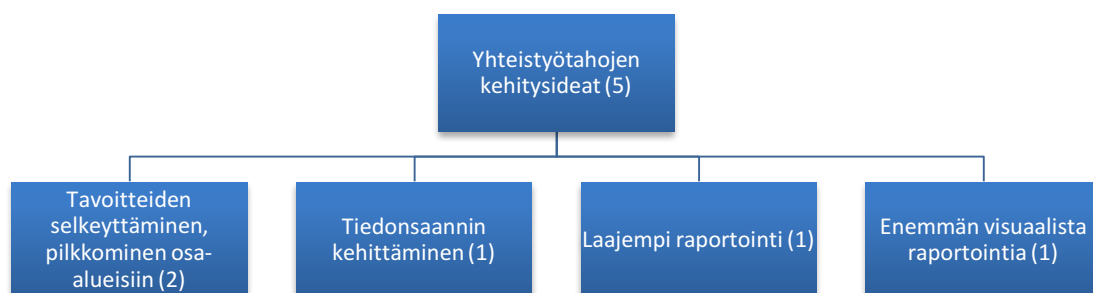 Yhteistyötahojen
kehitysideat (5)
Tavoitteiden
selkeyttäminen,
pilkkominen osa-
alueisiin (2)
Tiedonsaannin
kehittäminen (1)
Laajempi raportointi (1)
Enemmän visuaalista
raportointia (1)